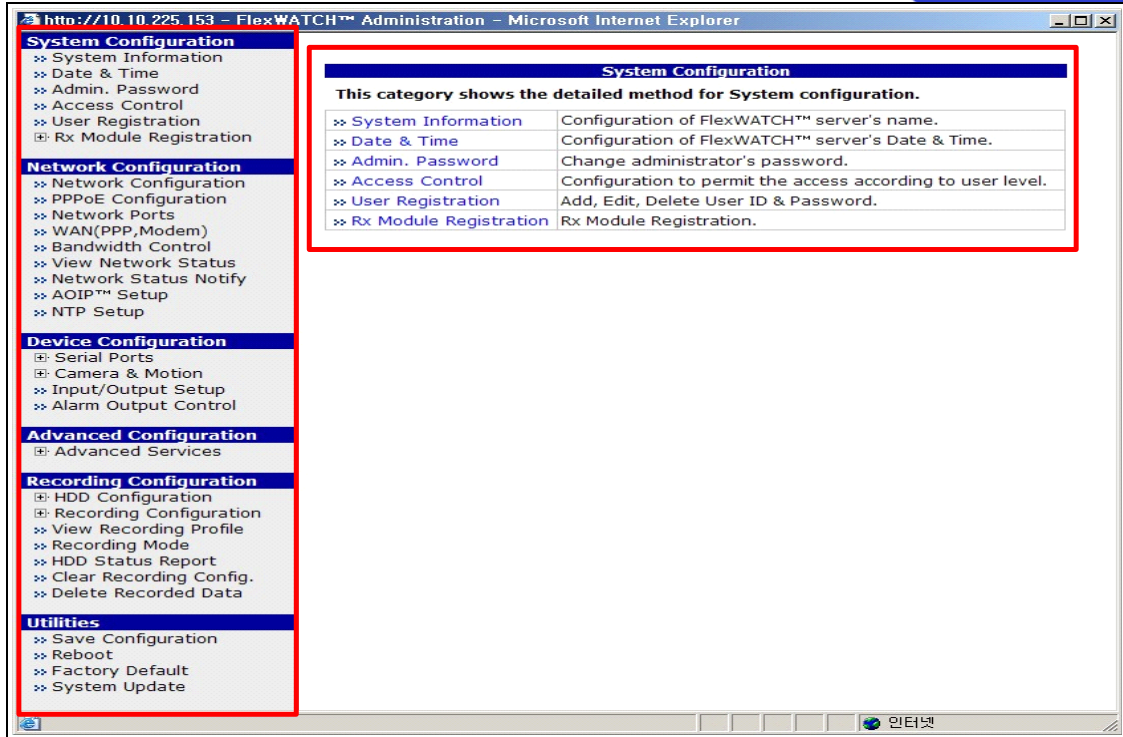 http://10.10.225.153 - FlexWATCH™ Administration - Microsoft Internet Explorer
System Configuration
System Information
Date & Time
Admin. Password
Access Control
User Registration
Rx Module Registration
Network Configuration
Network Configuration
PPPoE Configuration
Network Ports
WAN(PPP,Modem)
Bandwidth Control
View Network Status
Network Status Notify
AOIP™ Setup
NTP Setup
Device Configuration
Serial Ports
Camera & Motion
Input/Output Setup
Alarm Output Control
Advanced Configuration
Advanced Services
Recording Configuration
HDD Configuration
Recording Configuration
View Recording Profile
Recording Mode
HDD Status Report
Clear Recording Config.
Delete Recorded Data
Utilities
Save Configuration
Reboot
Factory Default
System Update
System Configuration
This category shows the detailed method for System configuration.
System Information Configuration of FlexWATCH™ server's name.
Date & Time Configuration of FlexWATCH™ server's Date & Time.
Admin. Password Change administrator's password.
Access Control Configuration to permit the access according to user level.
User Registration Add, Edit, Delete User ID & Password.
Rx Module Registration Rx Module Registration.
인터넷